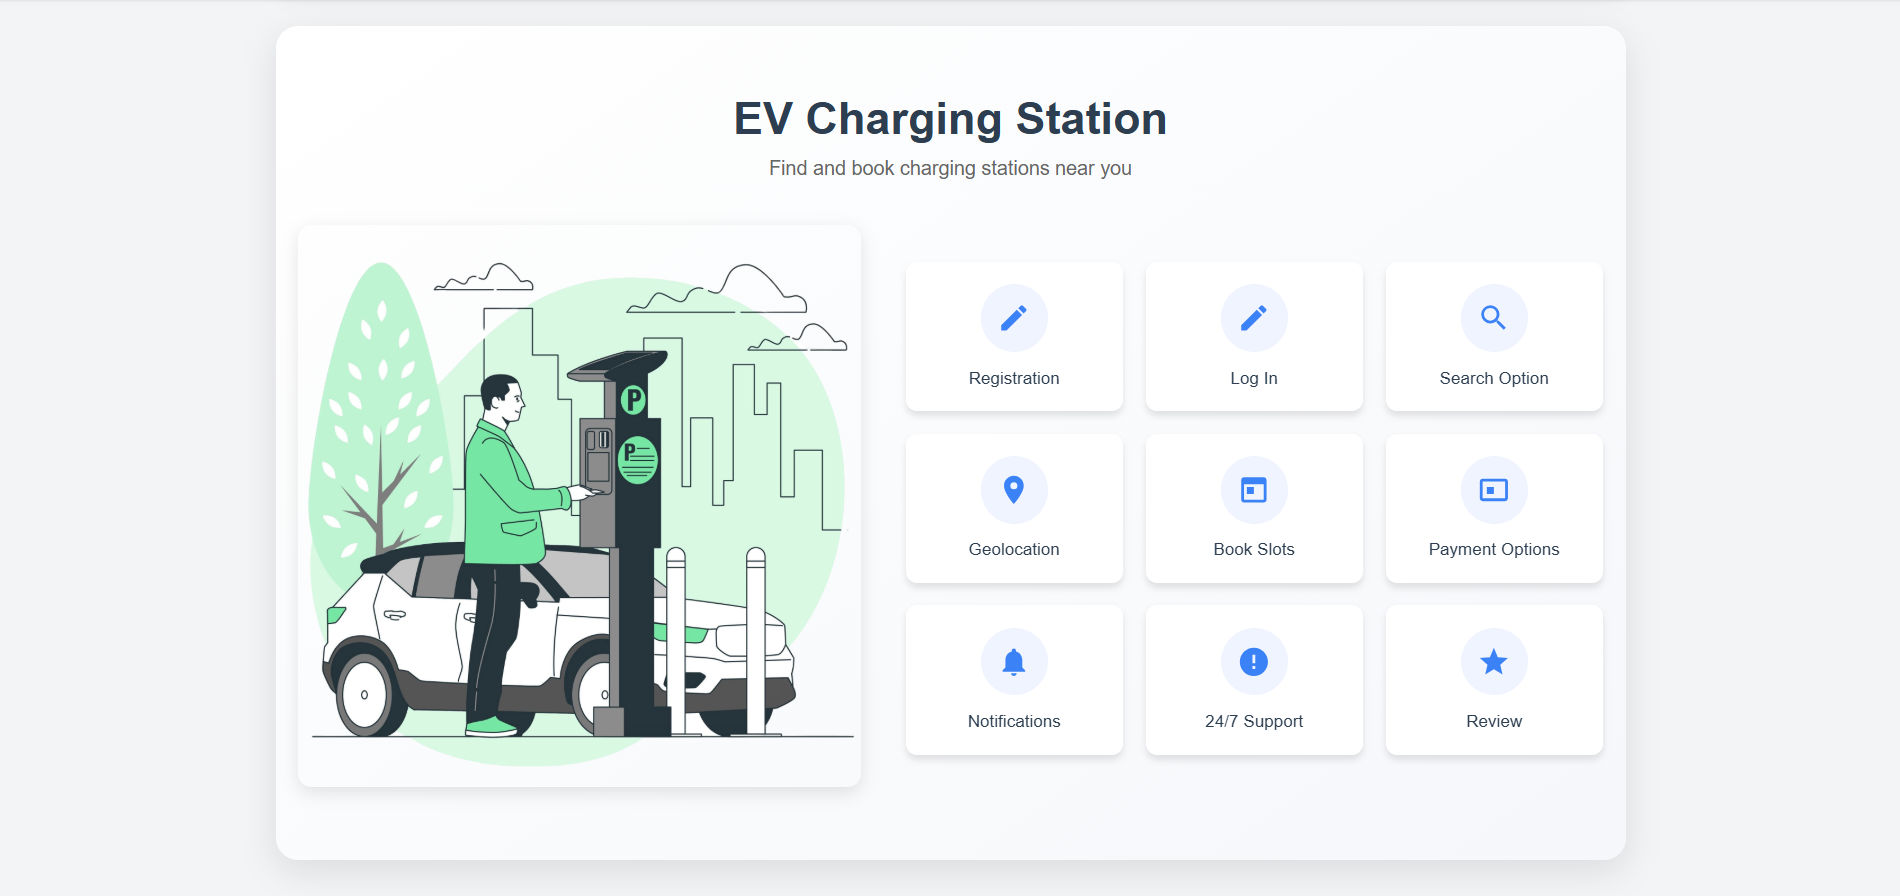 EV Charging Station
Find and book charging stations near you
P
P
Registration
Log In
Search Option
Geolocation
Book Slots
Payment Options
Notifications
24/7 Support
Review